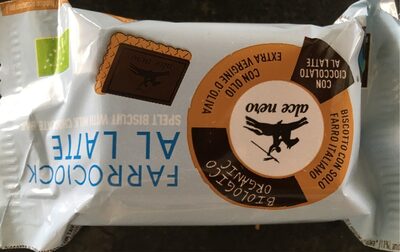 FARROCIOCK
AL LATTE
SPELT BISCUIT WITH MILK CHOCOLATE
BIOLOGICO
ORGANIC
alce nero
BISCOTTO CON SOLO
FARRO ITALIANO
CON
CIOCCOLATO
AL LATTE
CON OLIO
EXTRA VERGINE D'OLIVA